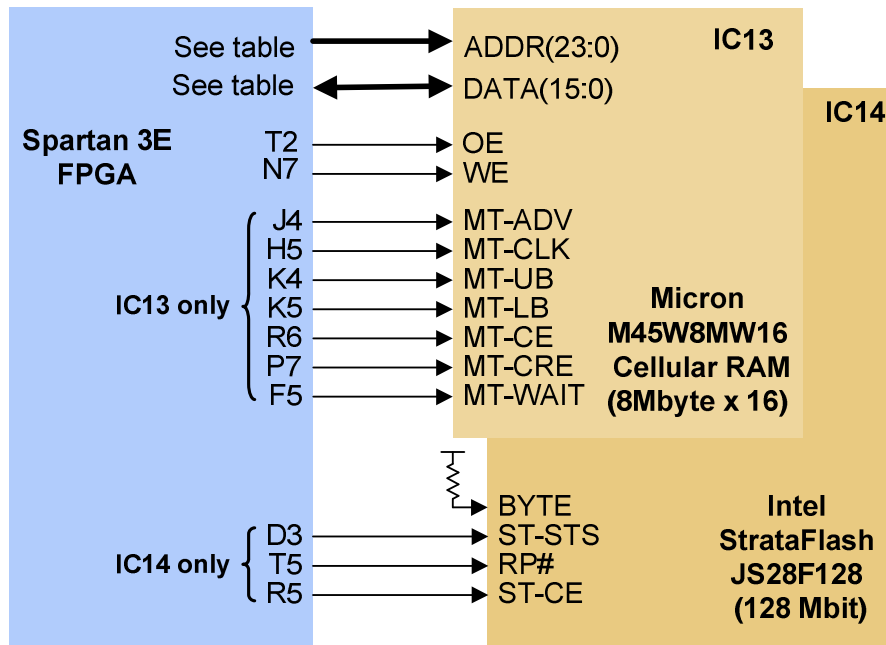 See table
See table
Spartan 3E
FPGA
T2
N7
IC13 only
J4
H5
K4
K5
R6
P7
F5
IC14 only
D3
T5
R5
IC13
ADDR(23:0)
DATA(15:0)
OE
WE
MT-ADV
MT-CLK
MT-UB
MT-LB
MT-CE
MT-CRE
MT-WAIT
Micron
M45W8MW16
Cellular RAM
(8Mbyte x 16)
IC14
BYTE
ST-STS
RP#
ST-CE
Intel
StrataFlash
JS28F128
(128 Mbit)